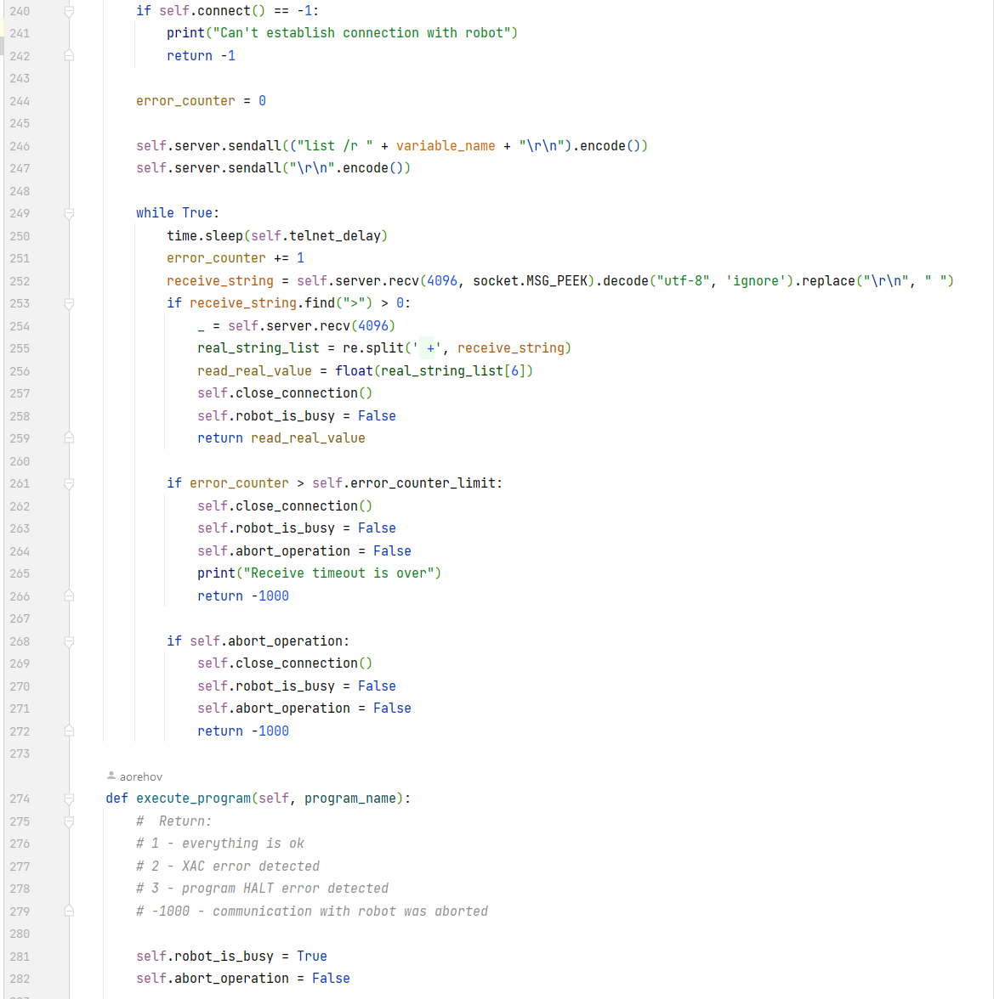 240 if self.connect() == -1:
241 print("Can't establish connection with robot")
242 return -1
243
244 error_counter = 0
245
246 self.server.sendall(("list /r " + variable_name + "\r\n").encode())
247 self.server.sendall("\r\n".encode())
248
249 while True:
250 time.sleep(self.telnet_delay)
251 error_counter += 1
252 receive_string = self.server.recv(4096, socket.MSG_PEEK).decode("utf-8", 'ignore').replace("\r\n", " ")
253 if receive_string.find(">") > 0:
254 _ = self.server.recv(4096)
255 real_string_list = re.split(' +', receive_string)
256 read_real_value = float(real_string_list[6])
257 self.close_connection()
258 self.robot_is_busy = False
259 return read_real_value
260
261 if error_counter > self.error_counter_limit:
262 self.close_connection()
263 self.robot_is_busy = False
264 self.abort_operation = False
265 print("Receive timeout is over")
266 return -1000
267
268 if self.abort_operation:
269 self.close_connection()
270 self.robot_is_busy = False
271 self.abort_operation = False
272 return -1000
273
aorehov
274 def execute_program(self, program_name):
275 #  Return:
276 # 1 - everything is ok
277 # 2 - XAC error detected
278 # 3 - program HALT error detected
279 # -1000 - communication with robot was aborted
280
281 self.robot_is_busy = True
282 self.abort_operation = False